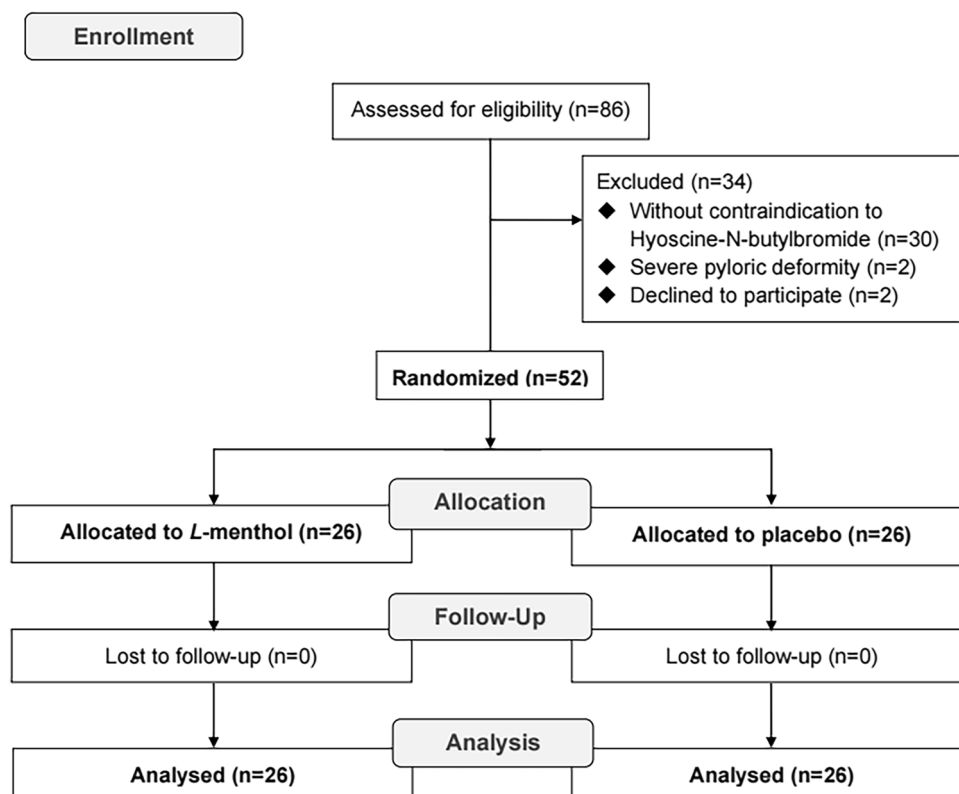 Enrollment
Assessed for eligibility (n=86)
Excluded (n=34)
◆ Without contraindication to
Hyoscine-N-butylbromide (n=30)
◆ Severe pyloric deformity (n=2)
◆ Declined to participate (n=2)
Randomized (n=52)
Allocation
Allocated to L-menthol (n=26)
Allocated to placebo (n=26)
Follow-Up
Lost to follow-up (n=0)
Lost to follow-up (n=0)
Analysis
Analysed (n=26)
Analysed (n=26)